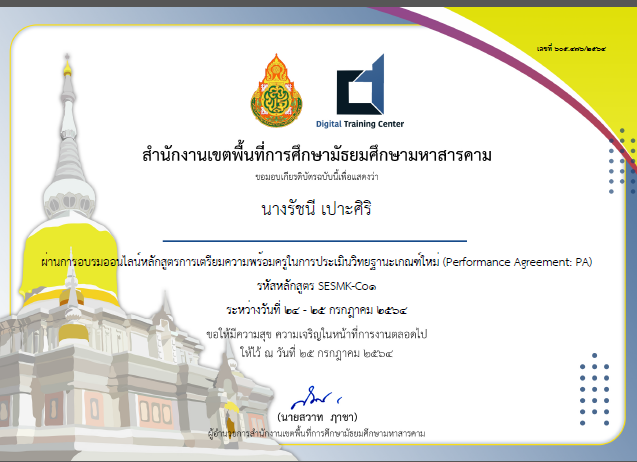 เลขที่ ๖๐๕.๔๗๖/๒๕๖๔
Digital Training Center
สำนักงานเขตพื้นที่การศึกษามัธยมศึกษามหาสารคาม
ขอมอบเกียรติบัตรฉบับนี้เพื่อแสดงว่า
นางรัชนี เปาะศิริ
ผ่านการอบรมออนไลน์หลักสูตรการเตรียมความพร้อมครูในการประเมินวิทยฐานะเกณฑ์ใหม่ (Performance Agreement: PA)
รหัสหลักสูตร SESMK-C๐๑
ระหว่างวันที่ ๒๔ - ๒๕ กรกฎาคม ๒๕๖๔
ขอให้มีความสุข ความเจริญในหน้าที่การงานตลอดไป
ให้ไว้ ณ วันที่ ๒๕ กรกฎาคม ๒๕๖๔
(นายสวาท ฦาชา)
ผู้อำนวยการสำนักงานเขตพื้นที่การศึกษามัธยมศึกษามหาสารคาม